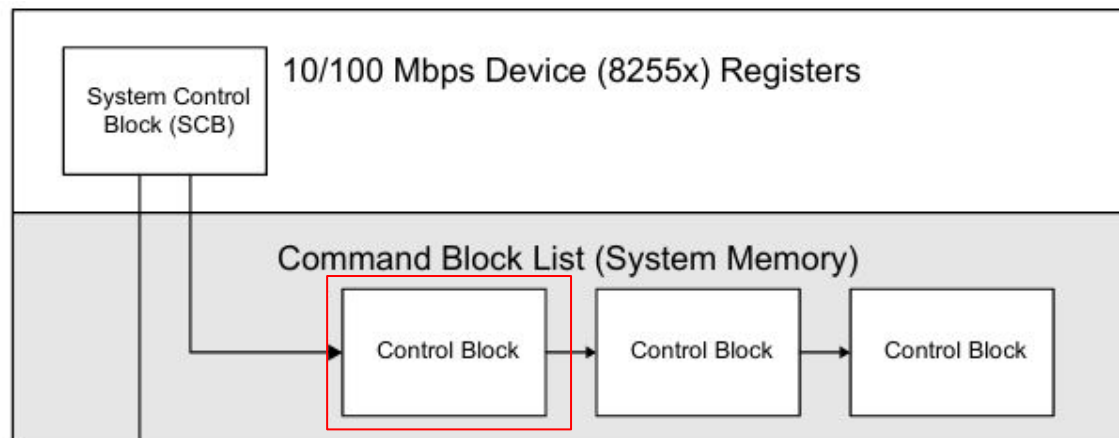 10/100 Mbps Device (8255x) Registers
System Control
Block (SCB)
Command Block List (System Memory)
Control Block
Control Block
Control Block